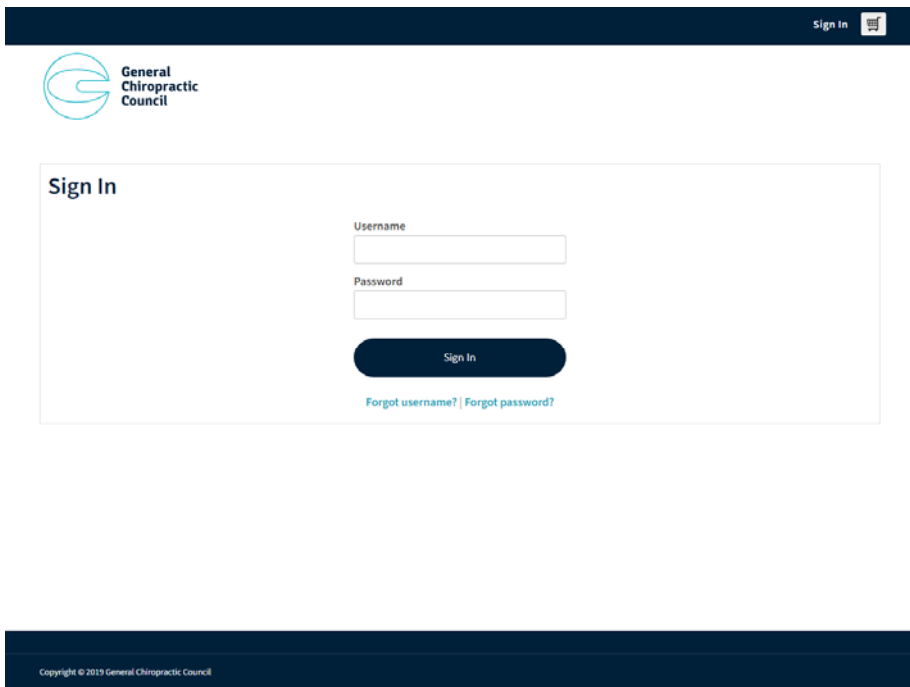 Sign In
General
Chiropractic
Council
Sign In
Username
Password
Sign In
Forgot username? | Forgot password?
Copyright © 2019 General Chiropractic Council